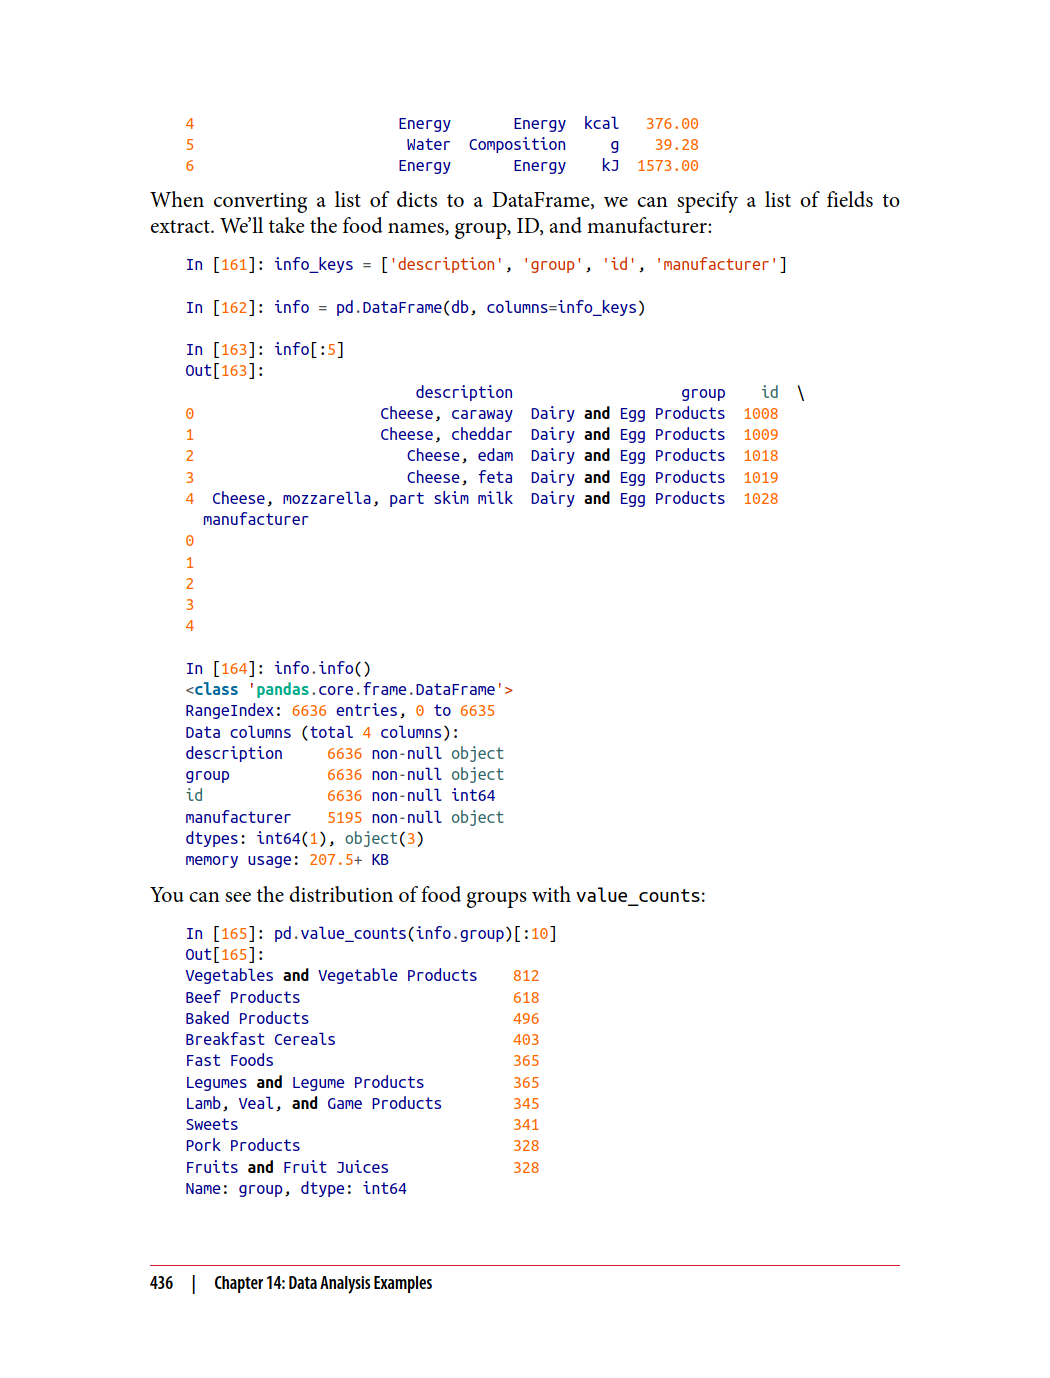 4                       Energy       Energy  kcal   376.00
5                        Water  Composition     g    39.28
6                       Energy       Energy    kJ  1573.00
When converting a list of dicts to a DataFrame, we can specify a list of fields to
extract. We’ll take the food names, group, ID, and manufacturer:
In [161]: info_keys = ['description', 'group', 'id', 'manufacturer']
In [162]: info = pd.DataFrame(db, columns=info_keys)
In [163]: info[:5]
Out[163]:
                          description                   group    id  \
0                     Cheese, caraway  Dairy and Egg Products  1008
1                     Cheese, cheddar  Dairy and Egg Products  1009
2                        Cheese, edam  Dairy and Egg Products  1018
3                        Cheese, feta  Dairy and Egg Products  1019
4  Cheese, mozzarella, part skim milk  Dairy and Egg Products  1028
  manufacturer
0
1
2
3
4
In [164]: info.info()
<class 'pandas.core.frame.DataFrame'>
RangeIndex: 6636 entries, 0 to 6635
Data columns (total 4 columns):
description     6636 non-null object
group           6636 non-null object
id              6636 non-null int64
manufacturer    5195 non-null object
dtypes: int64(1), object(3)
memory usage: 207.5+ KB
You can see the distribution of food groups with value_counts:
In [165]: pd.value_counts(info.group)[:10]
Out[165]:
Vegetables and Vegetable Products    812
Beef Products                        618
Baked Products                       496
Breakfast Cereals                    403
Fast Foods                           365
Legumes and Legume Products          365
Lamb, Veal, and Game Products        345
Sweets                               341
Pork Products                        328
Fruits and Fruit Juices              328
Name: group, dtype: int64
436 | Chapter 14: Data Analysis Examples